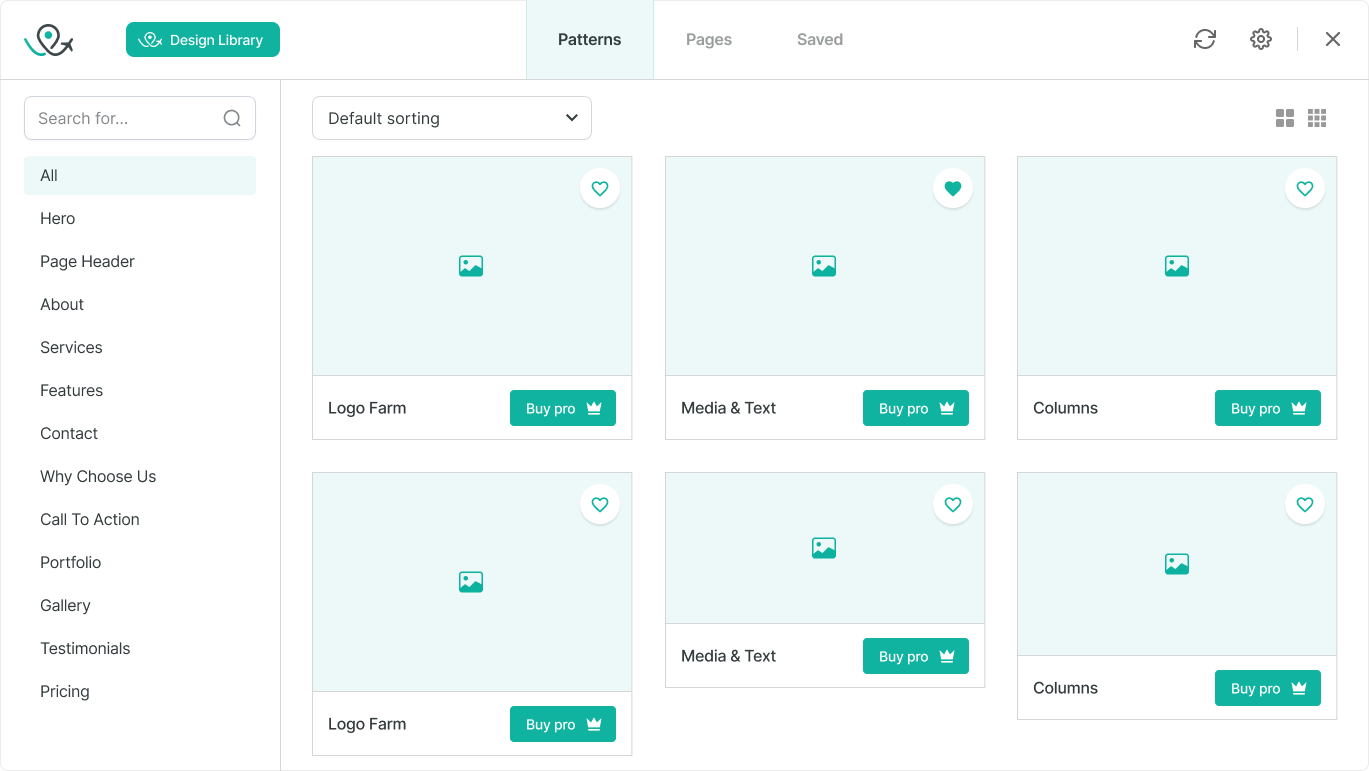 Design Library
Patterns
Pages
Saved
Search for...
All
Hero
Page Header
About
Services
Features
Contact
Why Choose Us
Call To Action
Portfolio
Gallery
Testimonials
Pricing
Default sorting
Logo Farm
Buy pro
Media & Text
Buy pro
Columns
Buy pro
Logo Farm
Buy pro
Media & Text
Buy pro
Columns
Buy pro